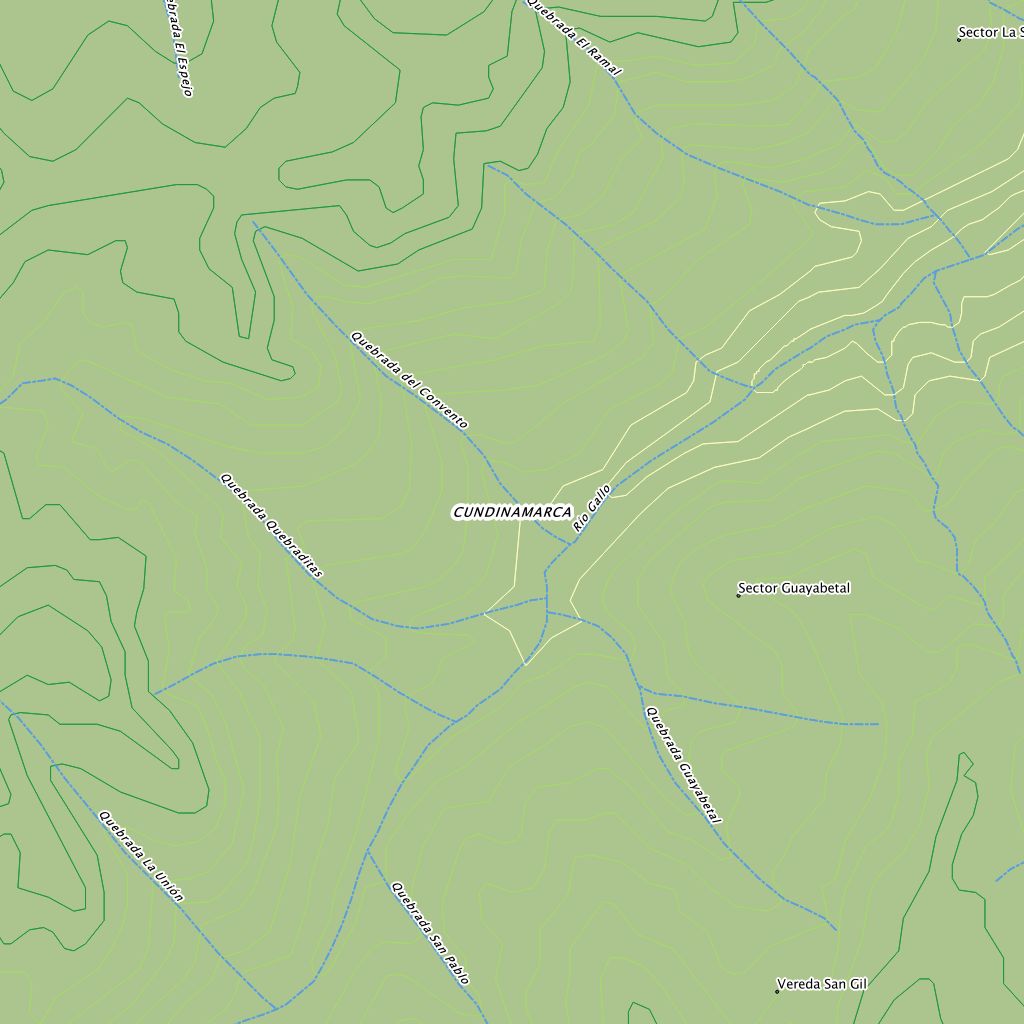 Quebrada El Ramal
Sector La
Quebrada El Espejo
Quebrada del Convento
Quebrada Quebraditas
Río Gallo
CUNDINAMARCA
Sector Guayabetal
Quebrada Guayabetal
Quebrada La Unión
Quebrada San Pablo
Vereda San Gil